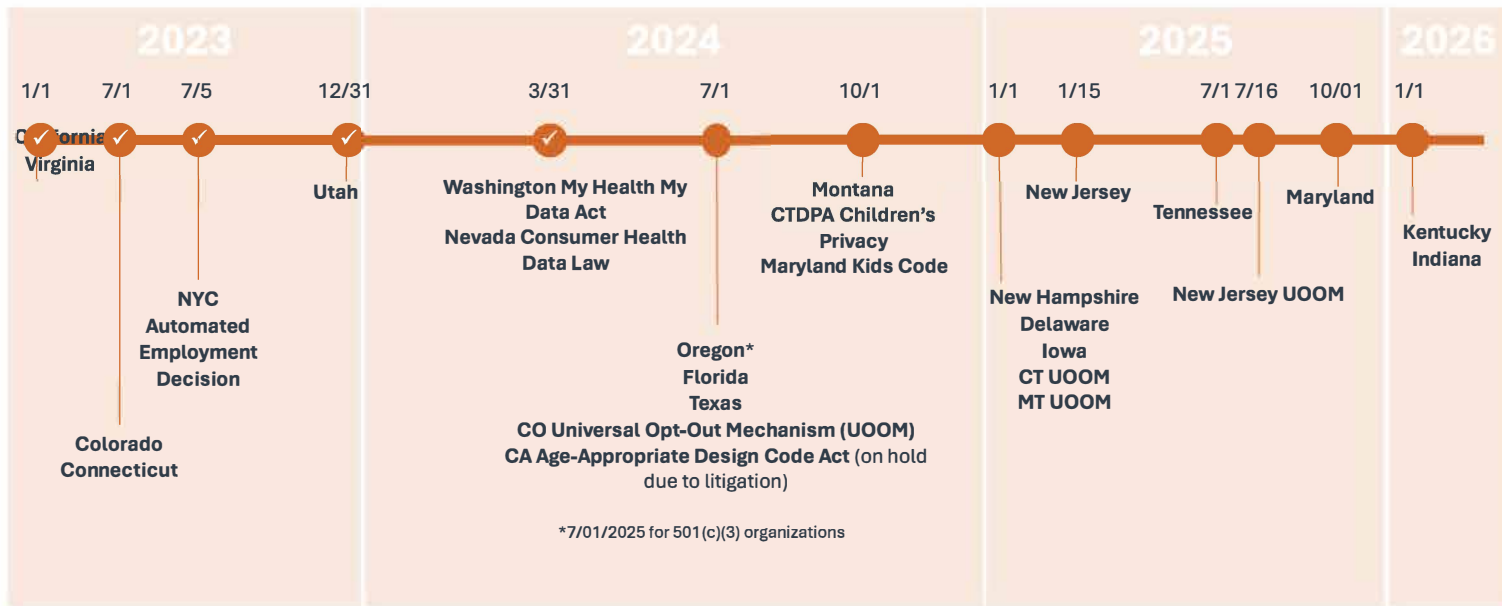 2023
2024
2025
2026
1/1
7/1
7/5
12/31
3/31
7/1
10/1
1/1
1/15
7/1
7/16
10/01
1/1
California
Virginia
Colorado
Connecticut
NYC
Automated
Employment
Decision
Utah
Washington My Health My
Data Act
Nevada Consumer Health
Data Law
Oregon*
Florida
Texas
CO Universal Opt-Out Mechanism (UOOM)
CA Age-Appropriate Design Code Act (on hold
due to litigation)
*7/01/2025 for 501(c)(3) organizations
Montana
CTDPA Children's
Privacy
Maryland Kids Code
New Hampshire
Delaware
Iowa
CT UOOM
MT UOOM
New Jersey
Tennessee
New Jersey UOOM
Maryland
Kentucky
Indiana